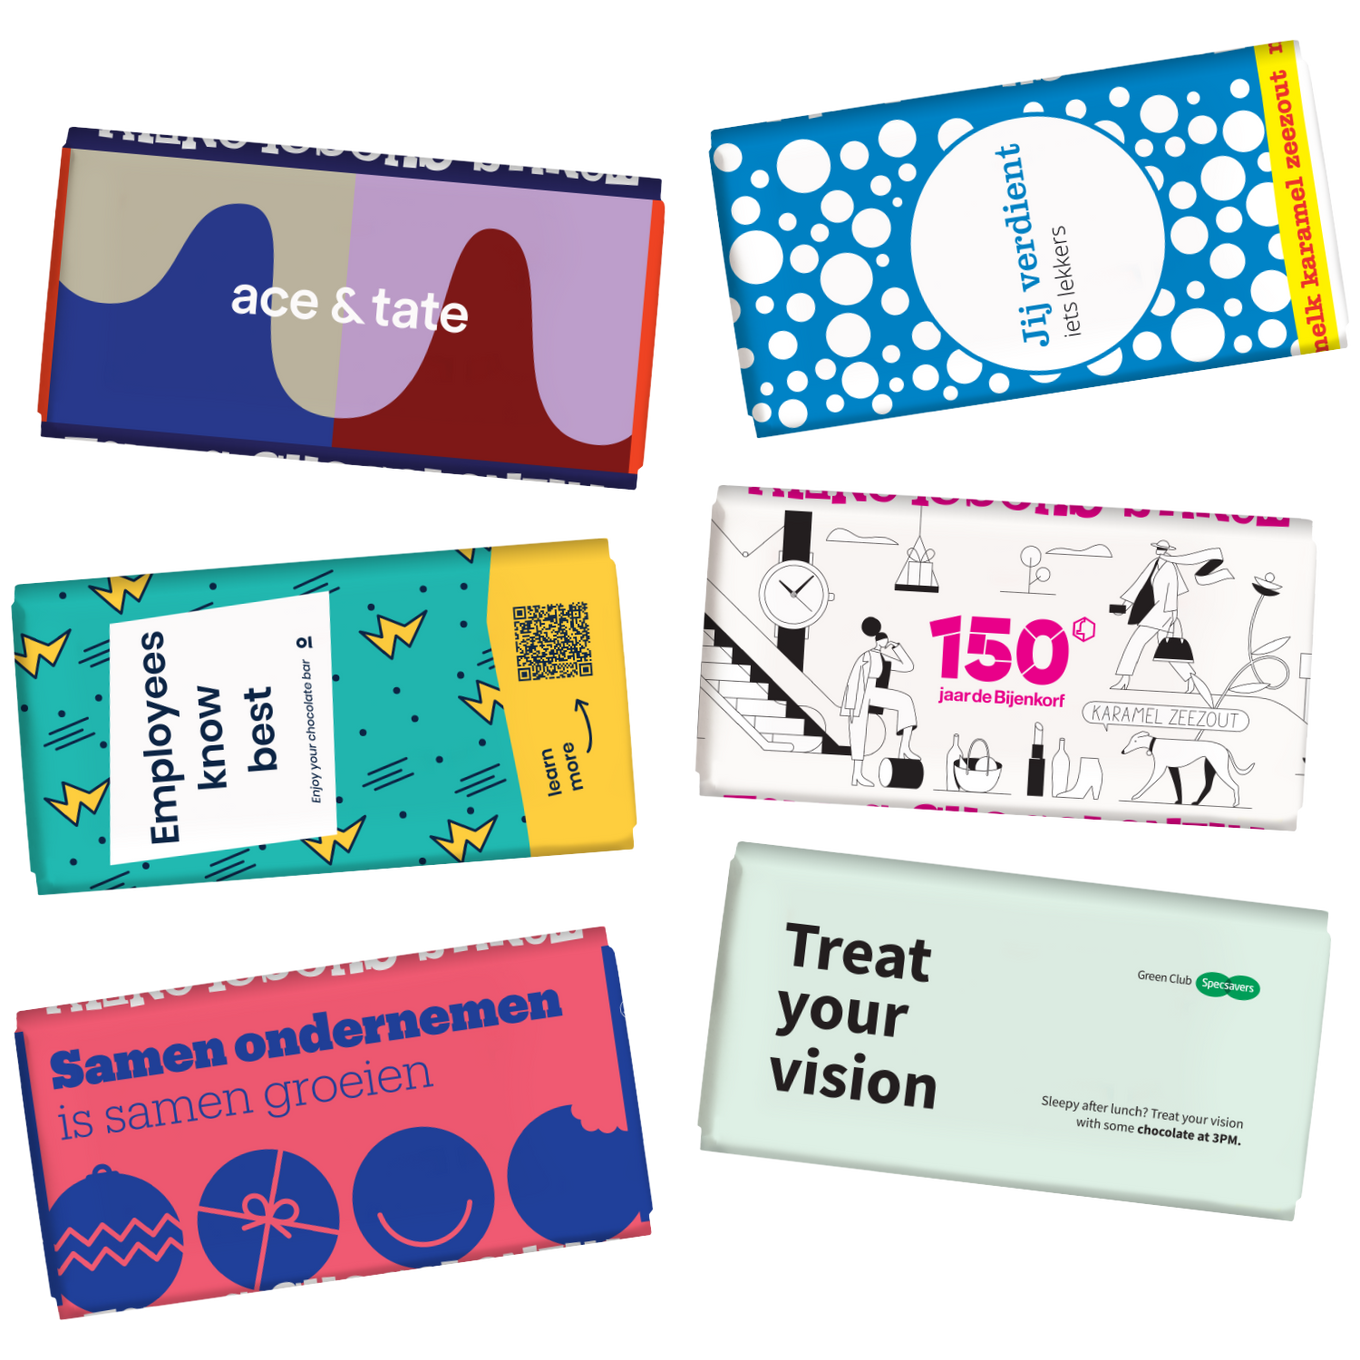 ace & tate
Jij verdient
iets lekkers
karamel zeezout
Employees
know
best
Enjoy your chocolate bar
learn
more
150
jaar de Bijenkorf
KARAMEL ZEEZOUT
Samen ondernemen
is samen groeien
Treat
your
vision
Green Club Specsavers
Sleepy after lunch? Treat your vision
with some chocolate at 3PM.